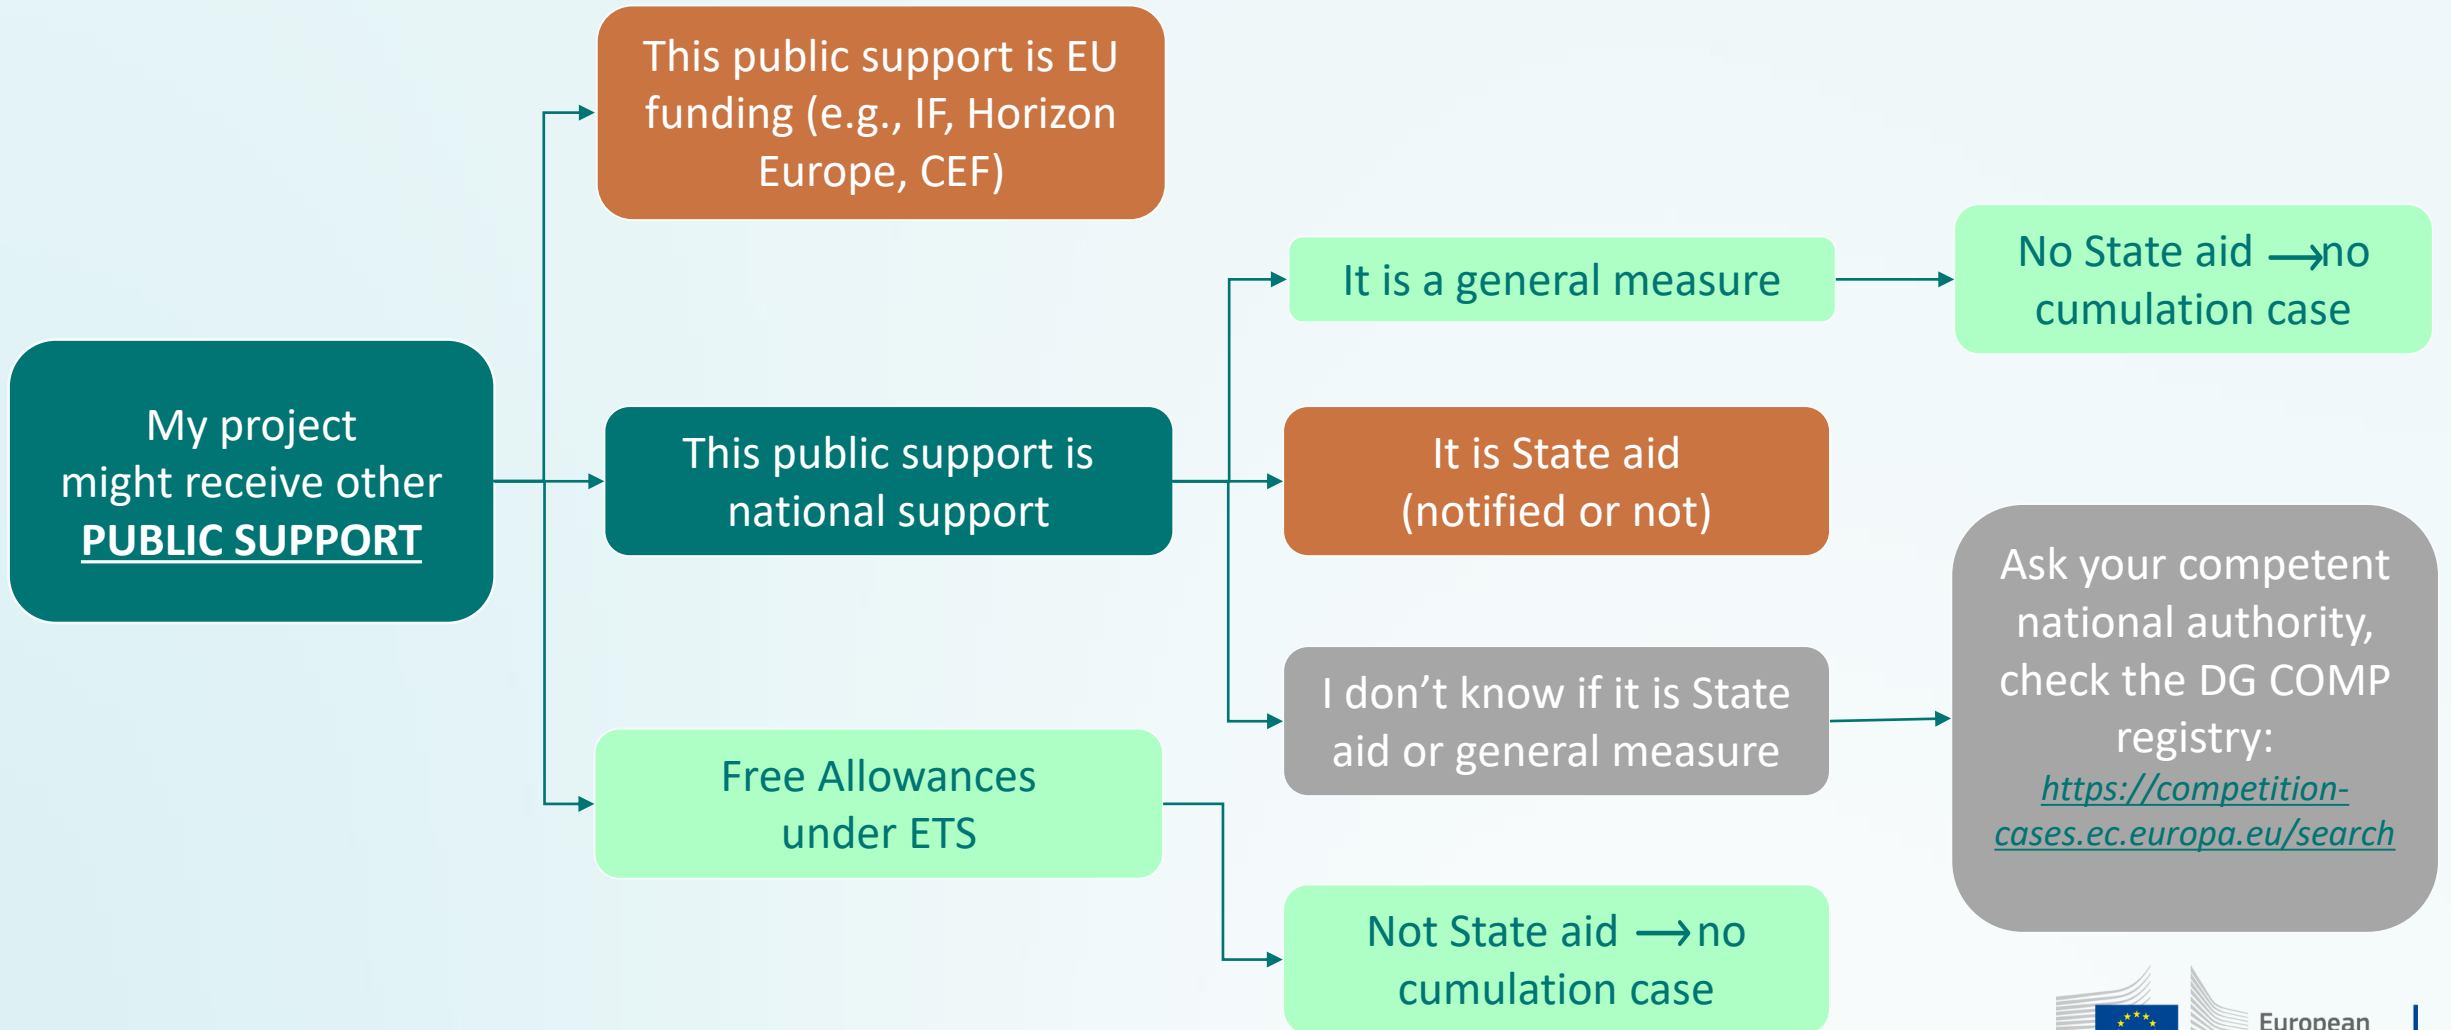 This public support is EU
funding (e.g., IF, Horizon
Europe, CEF)
My project
might receive other
PUBLIC SUPPORT
This public support is
national support
Free Allowances
under ETS
It is a general measure
No State aid →no
cumulation case
It is State aid
(notified or not)
I don’t know if it is State
aid or general measure
Ask your competent
national authority,
check the DG COMP
registry:
https://competition-
cases.ec.europa.eu/search
Not State aid →no
cumulation case
European